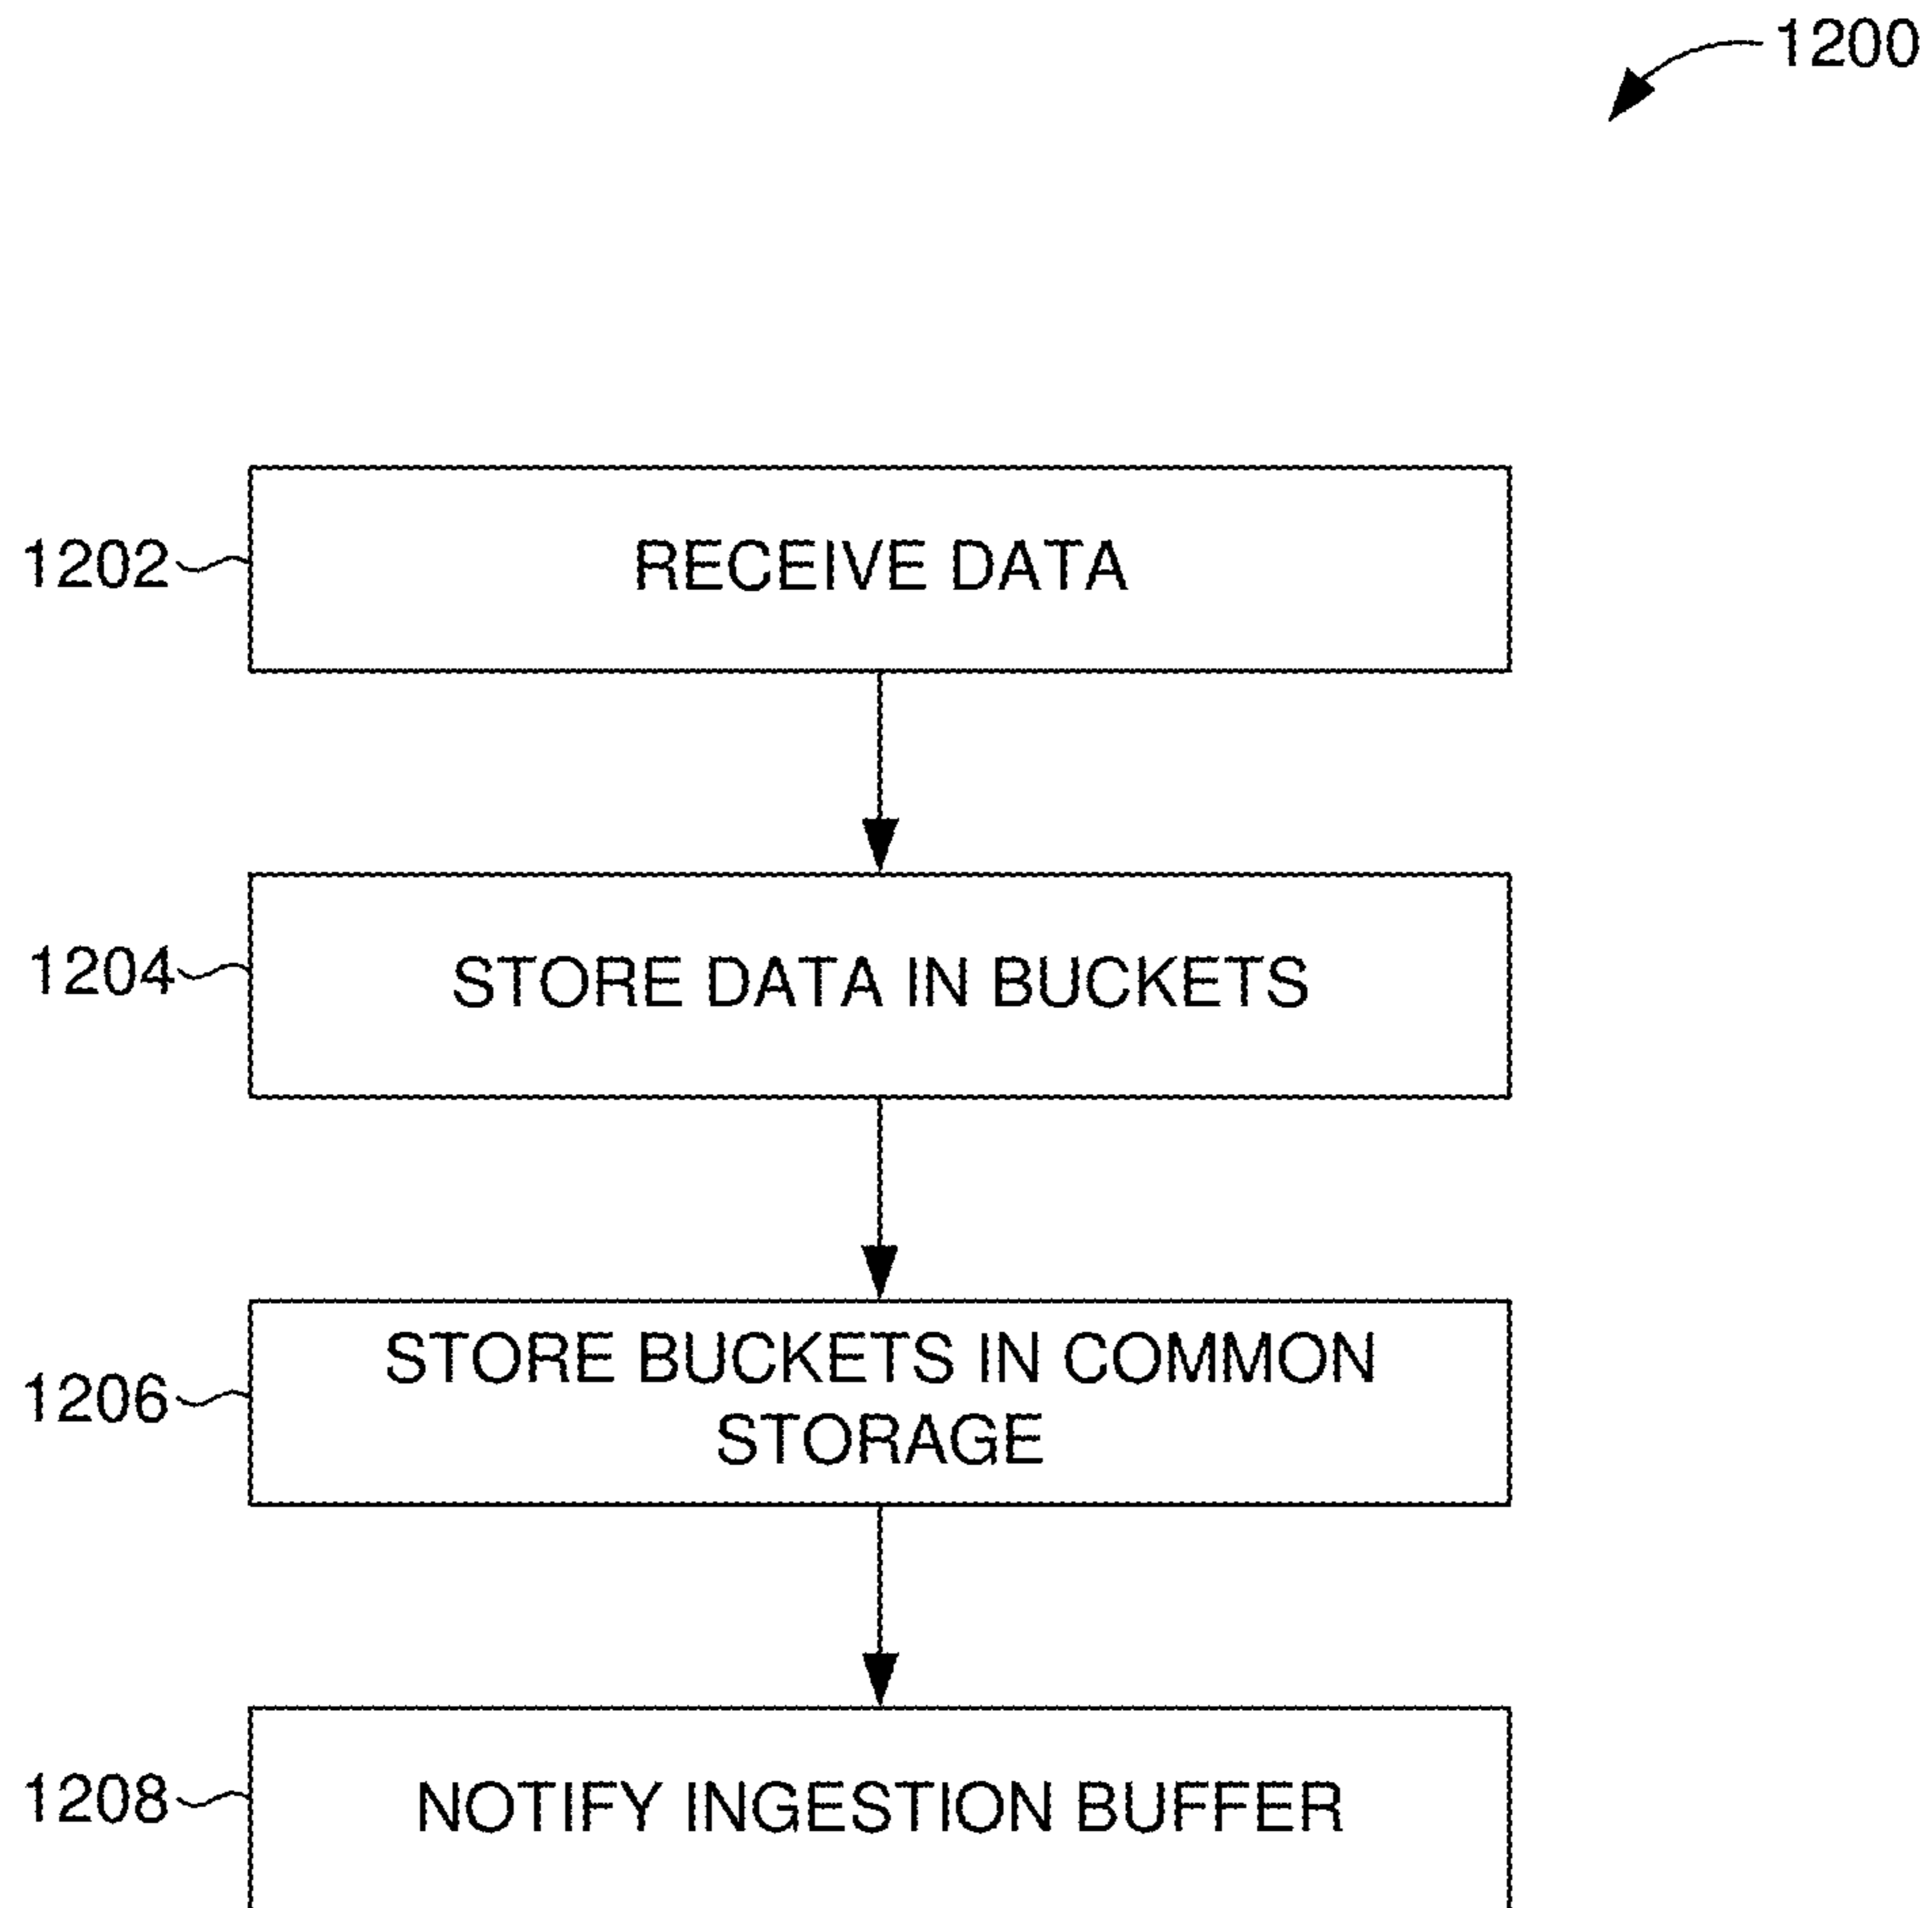 1200
1202
RECEIVE DATA
1204
STORE DATA IN BUCKETS
1206
STORE BUCKETS IN COMMON
STORAGE
1208
NOTIFY INGESTION BUFFER